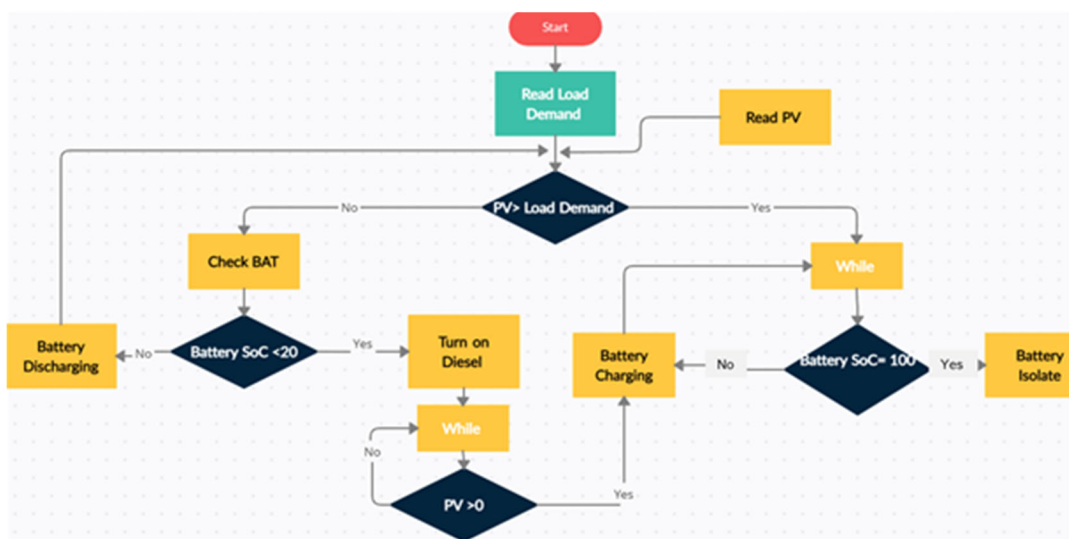 Start
Read Load
Demand
Read PV
PV> Load Demand
No
Yes
Check BAT
While
Battery SoC <20
No
Yes
Battery
Discharging
Turn on
Diesel
Battery
Charging
No
Battery SoC= 100
Yes
Battery
Isolate
While
No
PV >0
Yes